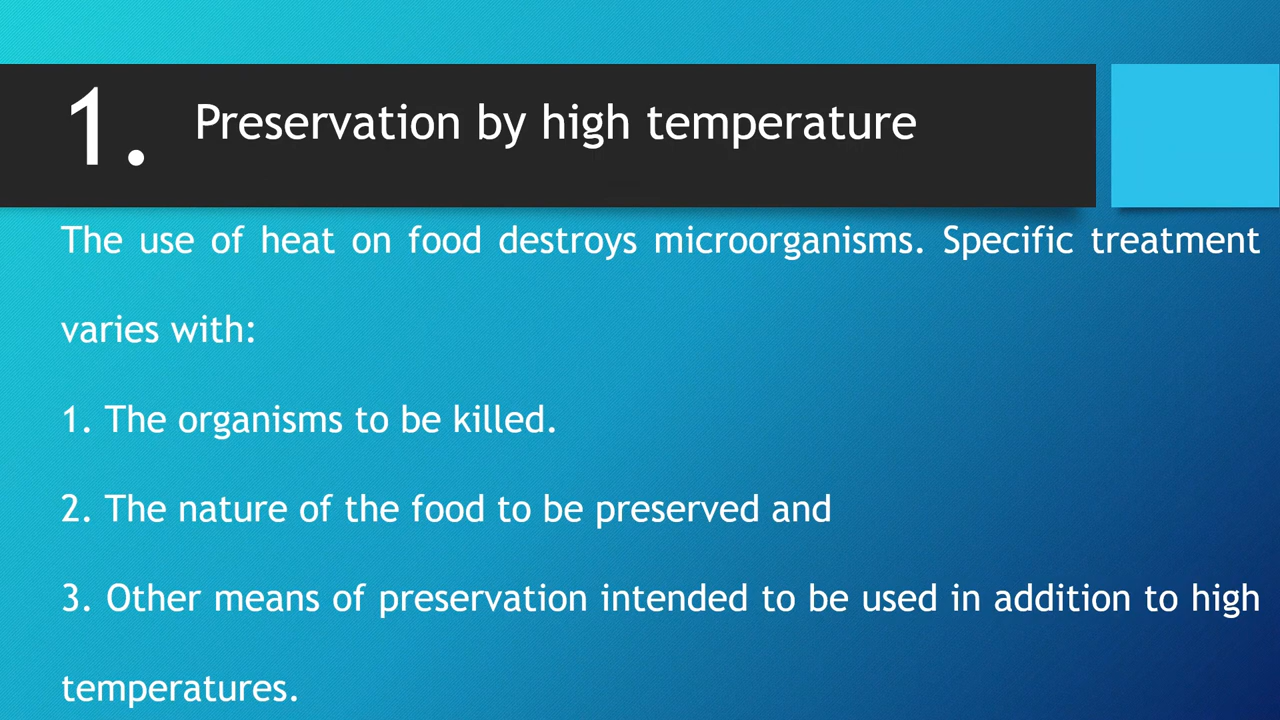 1. Preservation by high temperature
The use of heat on food destroys microorganisms. Specific treatment
varies with:
1. The organisms to be killed.
2. The nature of the food to be preserved and
3. Other means of preservation intended to be used in addition to high
temperatures.